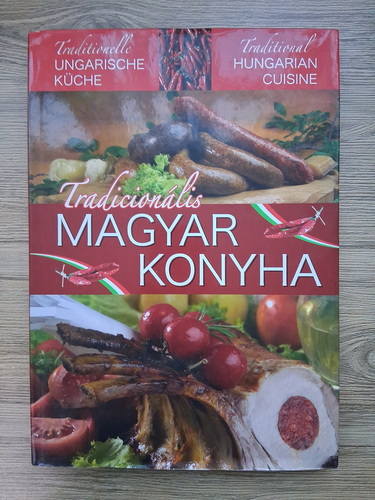 Traditionelle
UNGARISCHE
KÜCHE
Traditional
HUNGARIAN
CUISINE
Tradicionális
MAGYAR
KONYHA